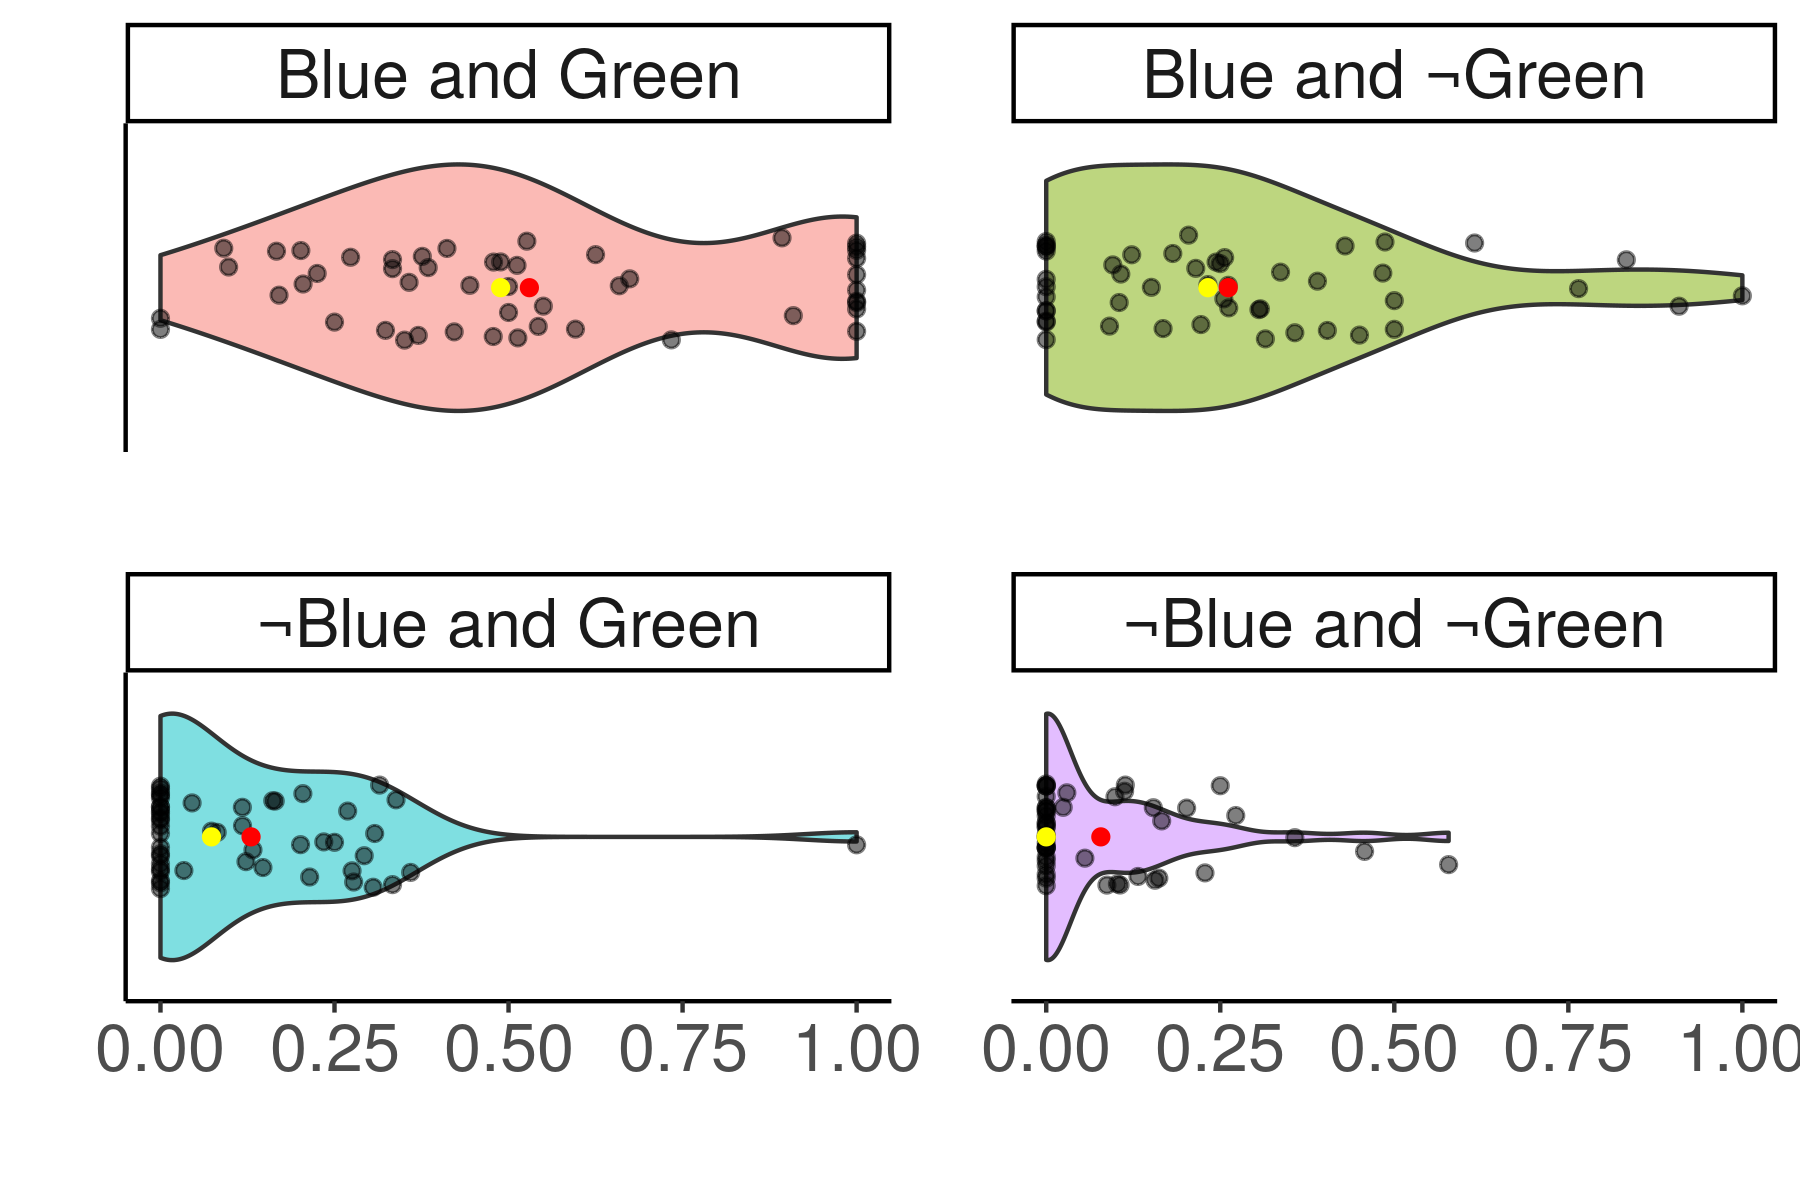 Blue and Green
Blue and ¬Green
¬Blue and Green
¬Blue and ¬Green
0.00 0.25 0.50 0.75 1.00
0.00 0.25 0.50 0.75 1.00